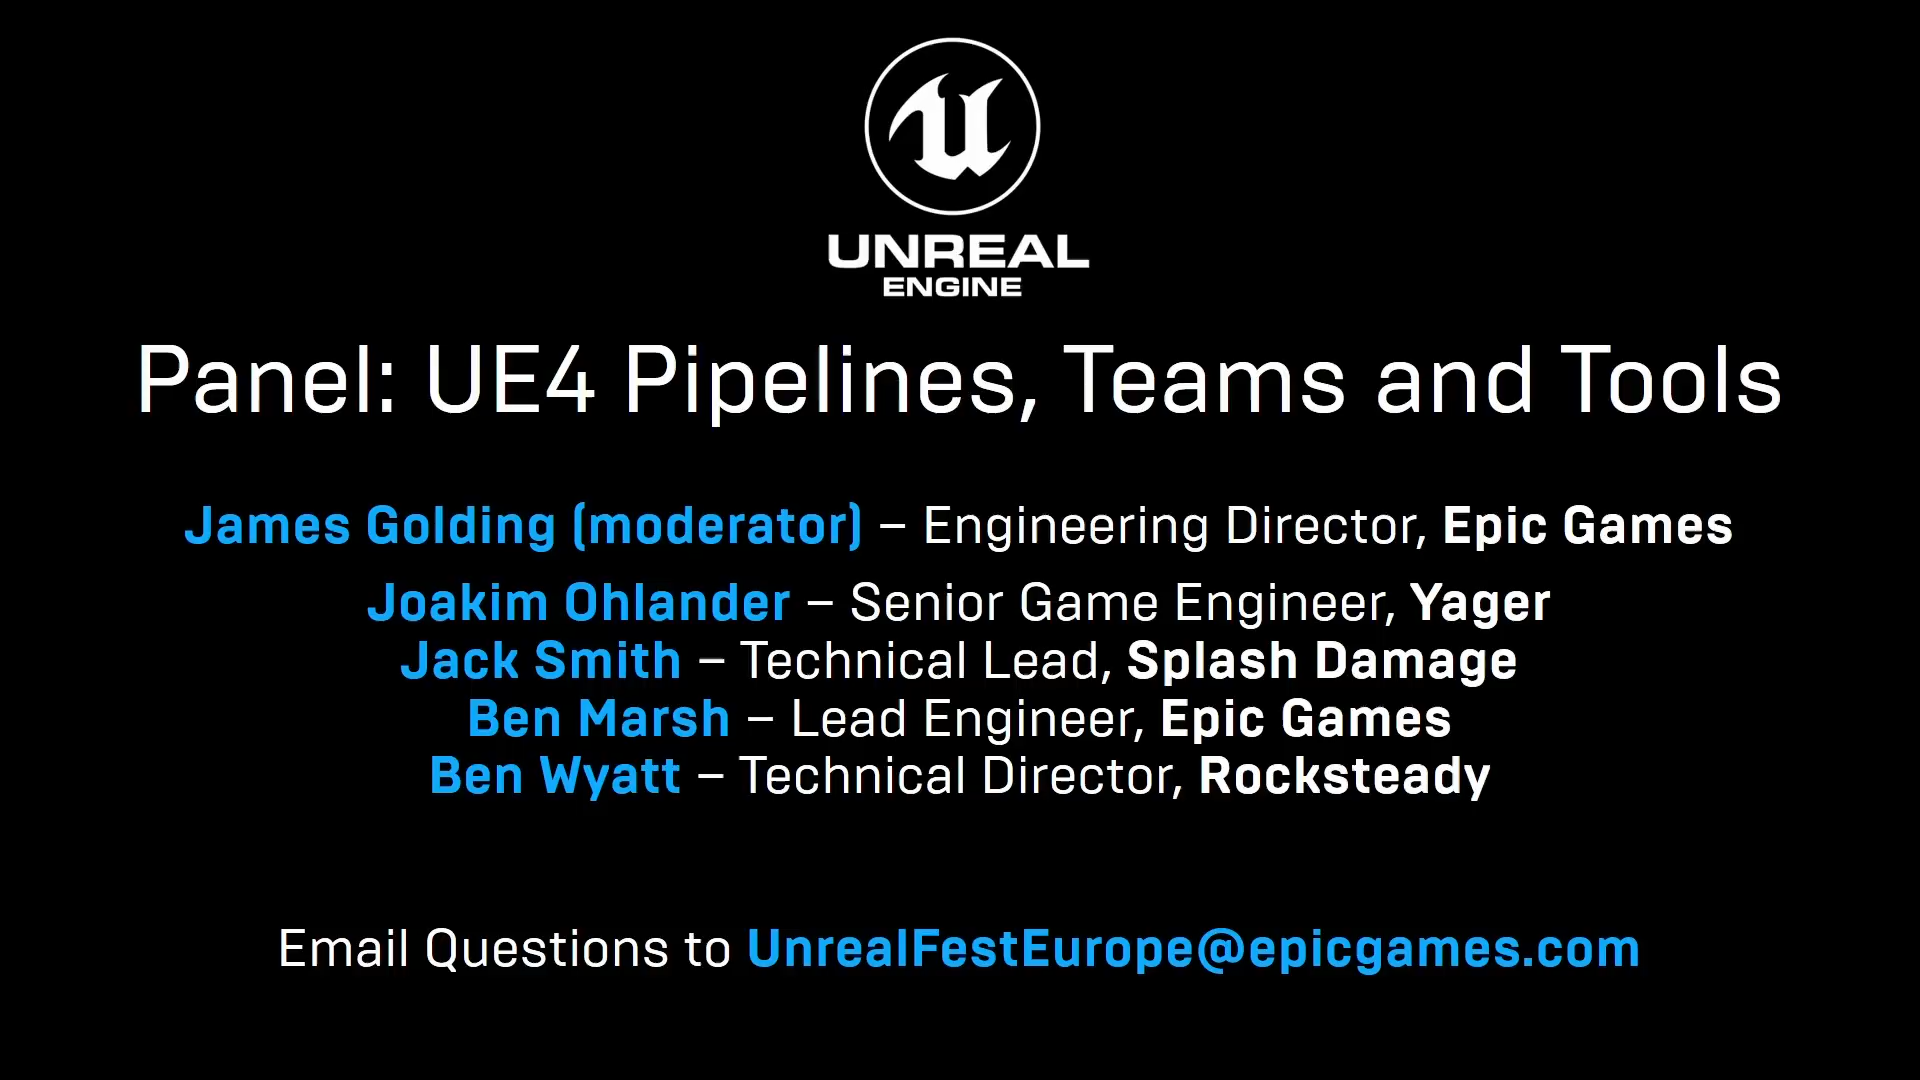 UNREAL
ENGINE
Panel: UE4 Pipelines, Teams and Tools
James Golding (moderator) – Engineering Director, Epic Games
Joakim Ohlander – Senior Game Engineer, Yager
Jack Smith – Technical Lead, Splash Damage
Ben Marsh – Lead Engineer, Epic Games
Ben Wyatt – Technical Director, Rocksteady
Email Questions to UnrealFestEurope@epicgames.com